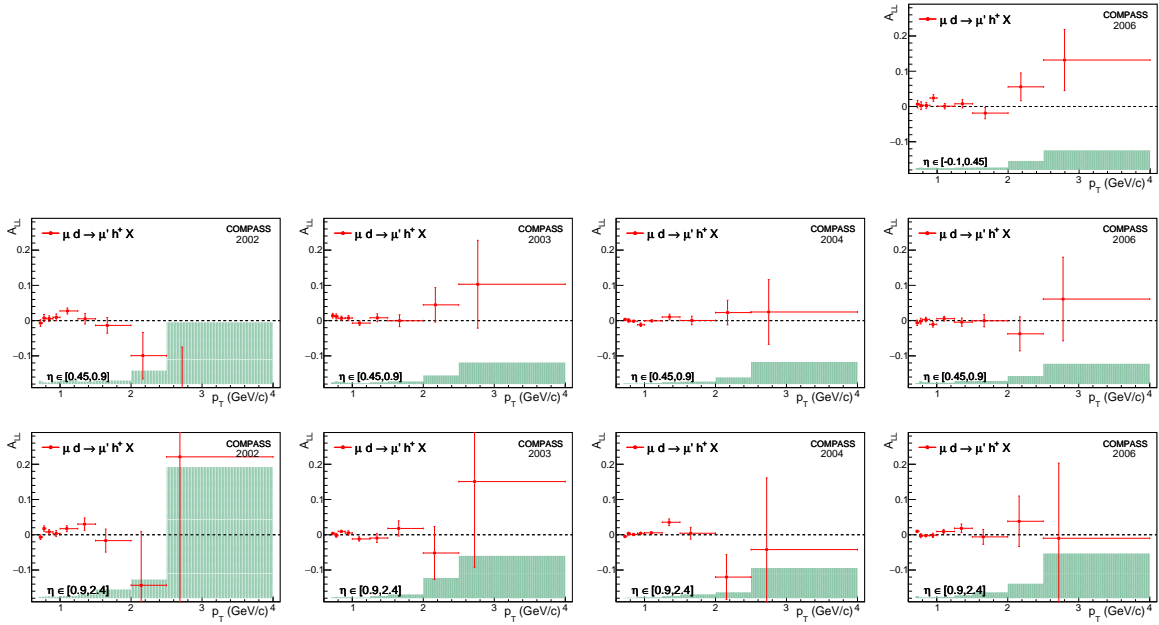 A_LL
μ d → μ' h⁺ X
COMPASS
2006
0.2
0.1
0
−0.1
η ∈ [-0.1,0.45]
1 2 3 4
p_T (GeV/c)
A_LL
μ d → μ' h⁺ X
COMPASS
2002
0.2
0.1
0
−0.1
η ∈ [0.45,0.9]
1 2 3 4
p_T (GeV/c)
A_LL
μ d → μ' h⁺ X
COMPASS
2003
0.2
0.1
0
−0.1
η ∈ [0.45,0.9]
1 2 3 4
p_T (GeV/c)
A_LL
μ d → μ' h⁺ X
COMPASS
2004
0.2
0.1
0
−0.1
η ∈ [0.45,0.9]
1 2 3 4
p_T (GeV/c)
A_LL
μ d → μ' h⁺ X
COMPASS
2006
0.2
0.1
0
−0.1
η ∈ [0.45,0.9]
1 2 3 4
p_T (GeV/c)
A_LL
μ d → μ' h⁺ X
COMPASS
2002
0.2
0.1
0
−0.1
η ∈ [0.9,2.4]
1 2 3 4
p_T (GeV/c)
A_LL
μ d → μ' h⁺ X
COMPASS
2003
0.2
0.1
0
−0.1
η ∈ [0.9,2.4]
1 2 3 4
p_T (GeV/c)
A_LL
μ d → μ' h⁺ X
COMPASS
2004
0.2
0.1
0
−0.1
η ∈ [0.9,2.4]
1 2 3 4
p_T (GeV/c)
A_LL
μ d → μ' h⁺ X
COMPASS
2006
0.2
0.1
0
−0.1
η ∈ [0.9,2.4]
1 2 3 4
p_T (GeV/c)